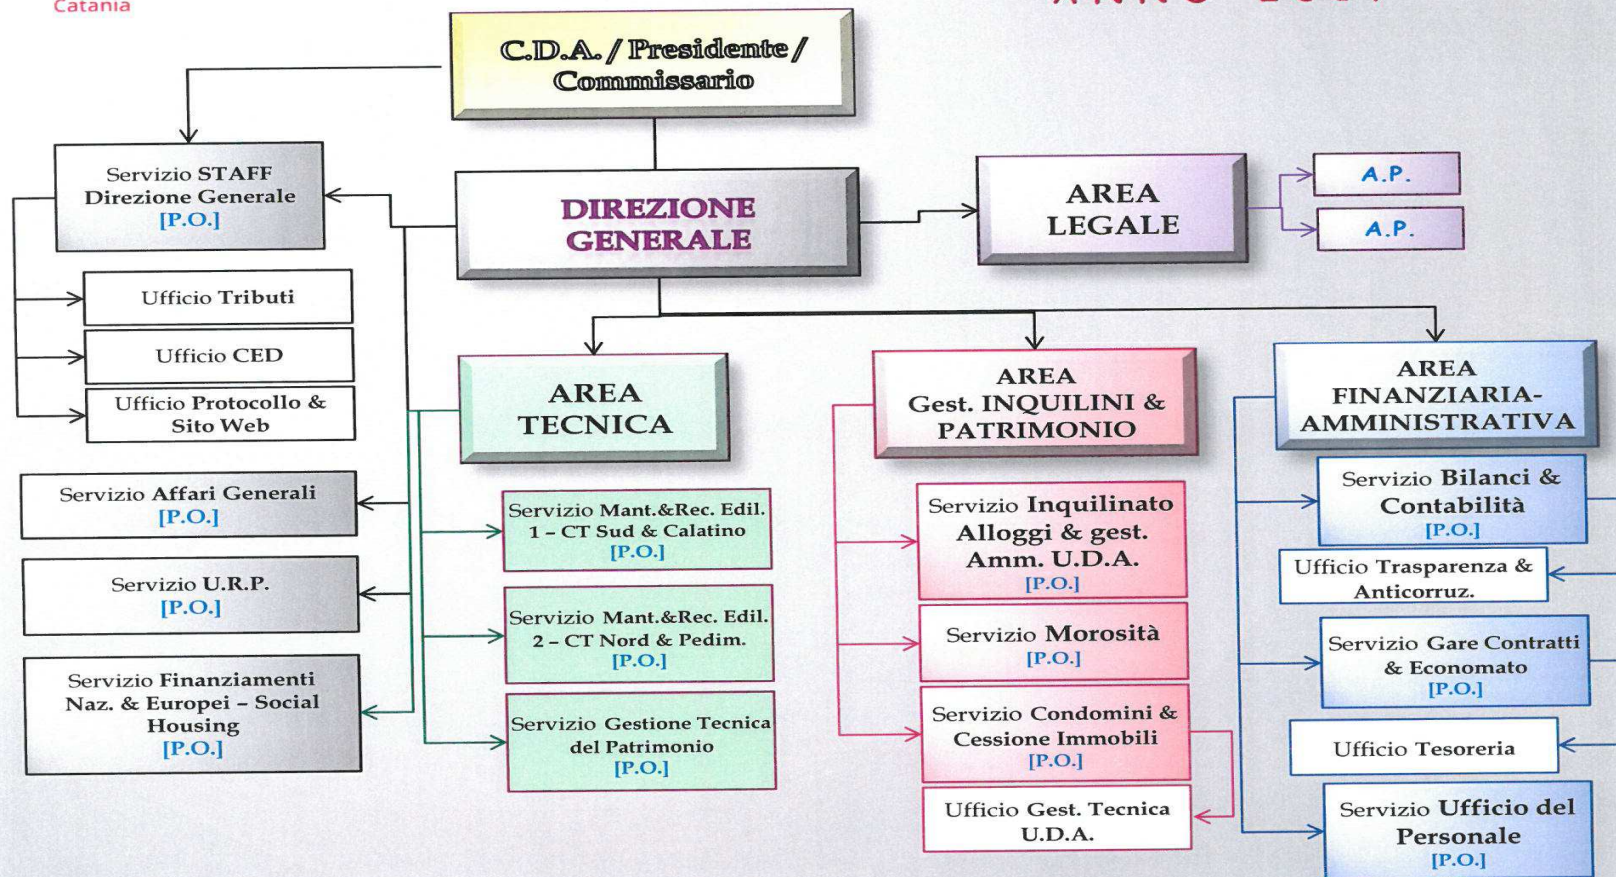 Catania
C.D.A. / Presidente /
Commissario
Servizio STAFF
Direzione Generale
[P.O.]
DIREZIONE
GENERALE
AREA
LEGALE
A.P.
A.P.
Ufficio Tributi
Ufficio CED
Ufficio Protocollo &
Sito Web
Servizio Affari Generali
[P.O.]
Servizio U.R.P.
[P.O.]
Servizio Finanziamenti
Naz. & Europei – Social
Housing
[P.O.]
AREA
TECNICA
Servizio Mant.&Rec. Edil.
1 – CT Sud & Calatino
[P.O.]
Servizio Mant.&Rec. Edil.
2 – CT Nord & Pedim.
[P.O.]
Servizio Gestione Tecnica
del Patrimonio
[P.O.]
AREA
Gest. INQUILINI &
PATRIMONIO
Servizio Inquilinato
Alloggi & gest.
Amm. U.D.A.
[P.O.]
Servizio Morosità
[P.O.]
Servizio Condomini &
Cessione Immobili
[P.O.]
Ufficio Gest. Tecnica
U.D.A.
AREA
FINANZIARIA-
AMMINISTRATIVA
Servizio Bilanci &
Contabilità
[P.O.]
Ufficio Trasparenza &
Anticorruz.
Servizio Gare Contratti
& Economato
[P.O.]
Ufficio Tesoreria
Servizio Ufficio del
Personale
[P.O.]